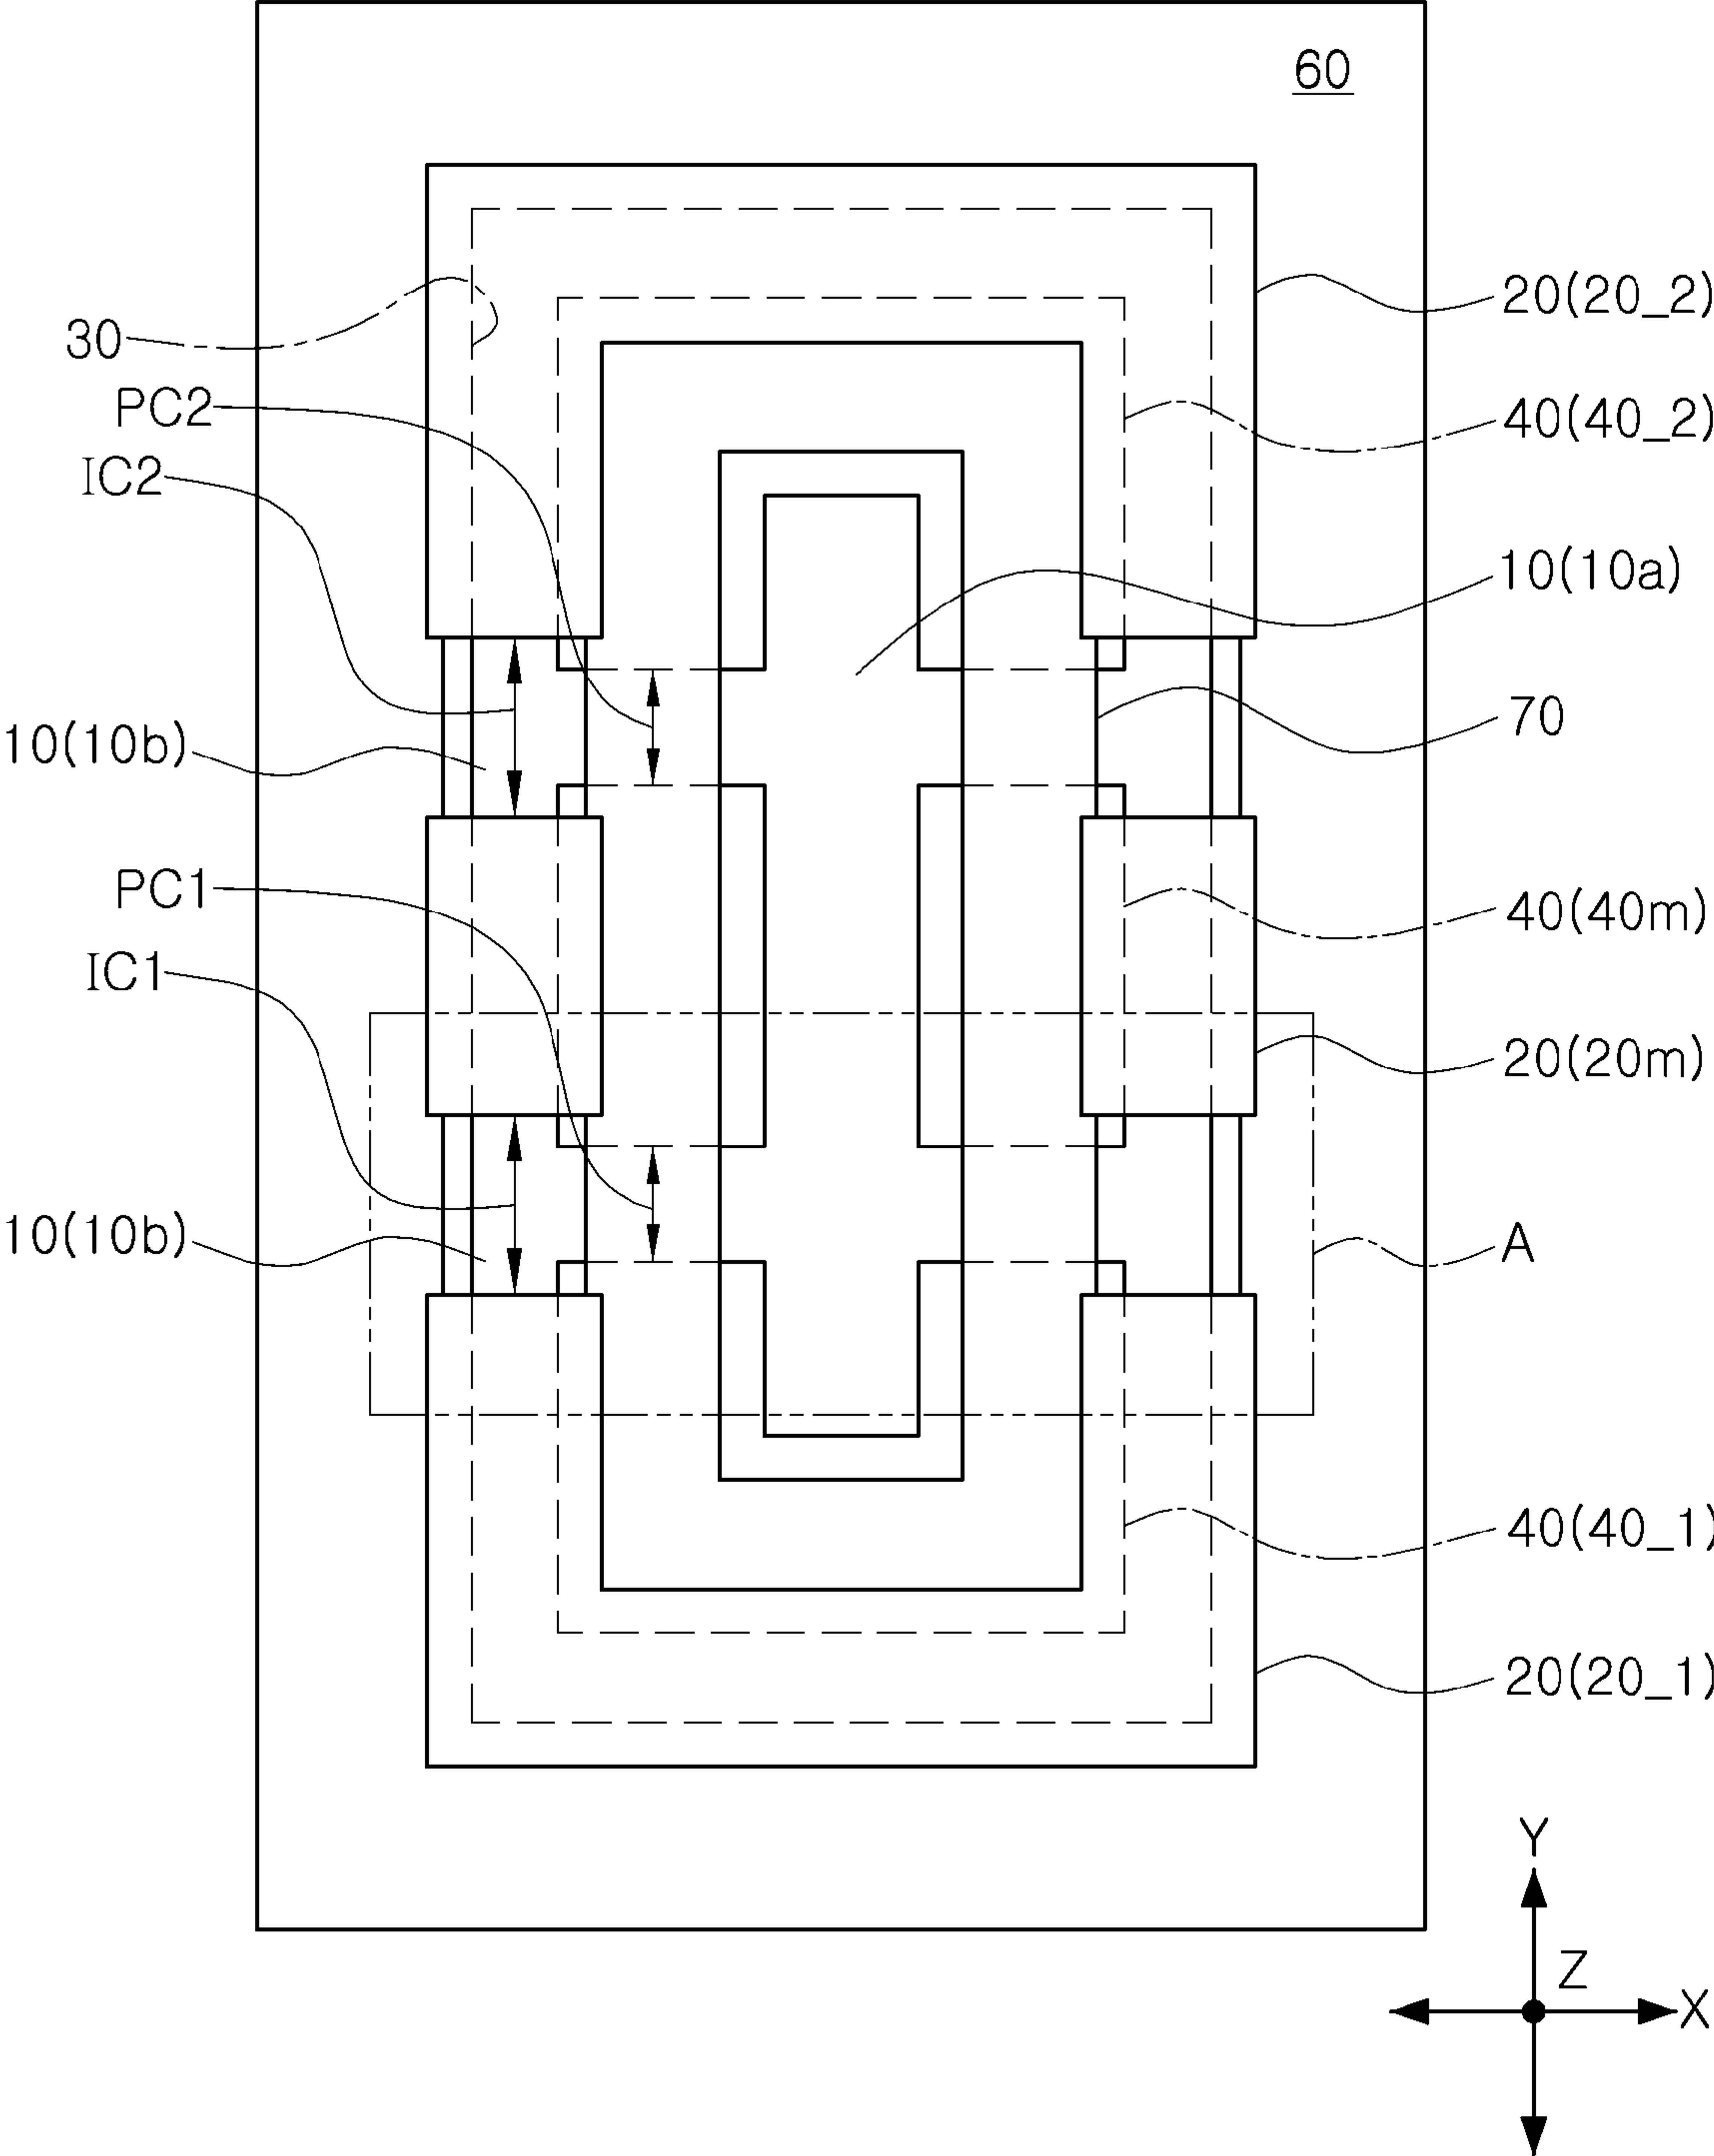 60
20(20_2)
30
PC2
40(40_2)
IC2
10(10a)
70
10(10b)
PC1
40(40m)
IC1
20(20m)
10(10b)
A
40(40_1)
20(20_1)
Y
Z
X